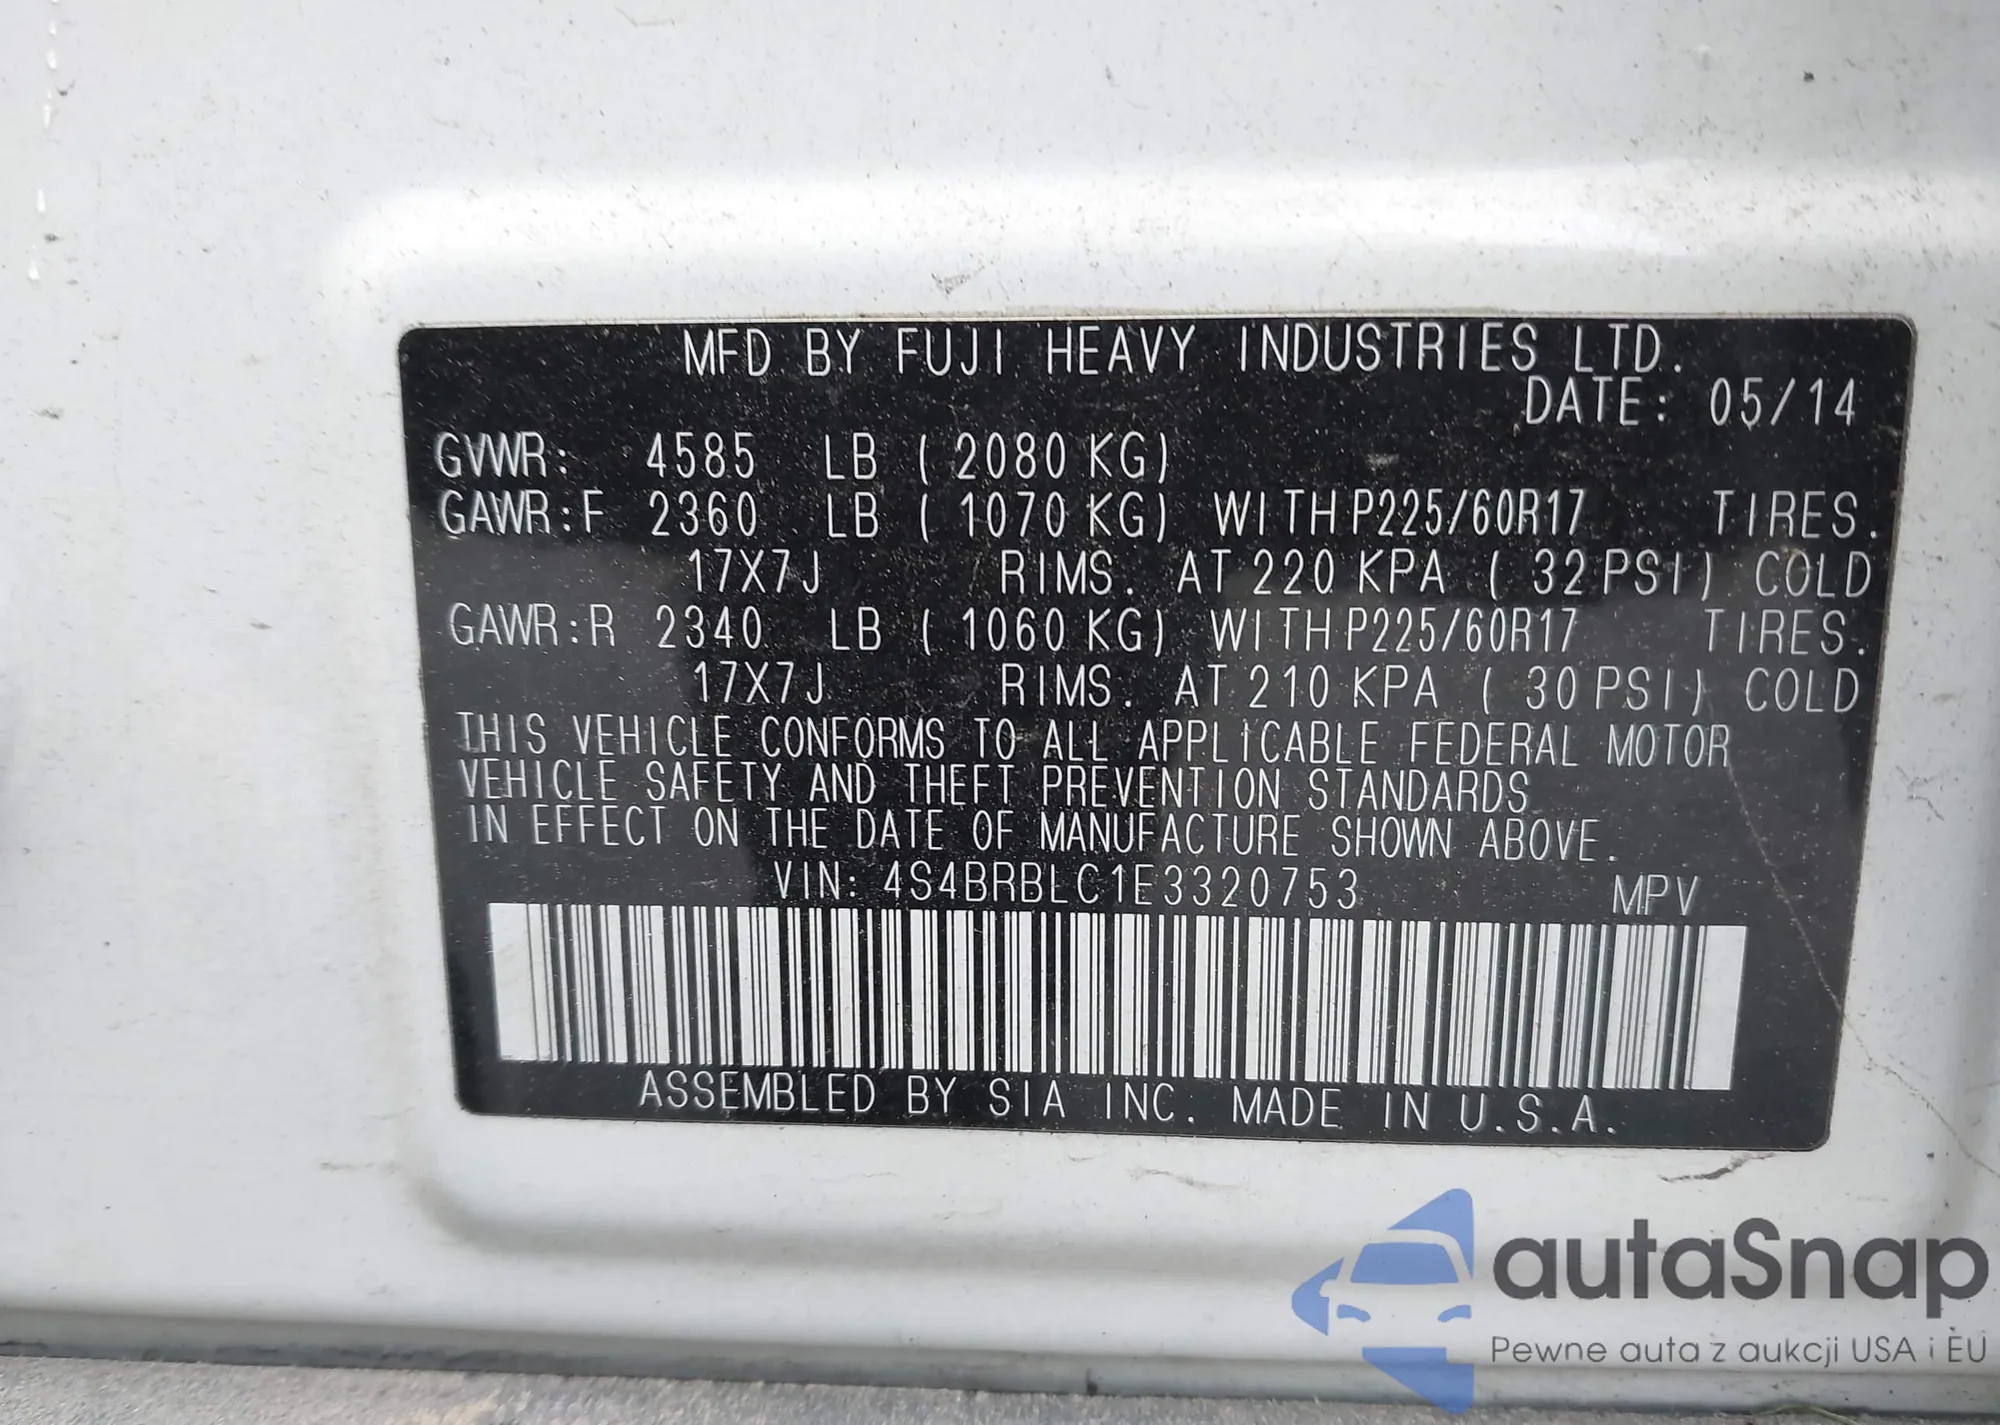 MFD BY FUJI HEAVY INDUSTRIES LTD.
DATE: 05/14
GVWR: 4585 LB ( 2080 KG)
GAWR:F 2360 LB ( 1070 KG) WITH P225/60R17 TIRES.
17X7J RIMS. AT 220 KPA ( 32 PSI) COLD
GAWR:R 2340 LB ( 1060 KG) WITH P225/60R17 TIRES.
17X7J RIMS. AT 210 KPA ( 30 PSI) COLD
THIS VEHICLE CONFORMS TO ALL APPLICABLE FEDERAL MOTOR
VEHICLE SAFETY AND THEFT PREVENTION STANDARDS
IN EFFECT ON THE DATE OF MANUFACTURE SHOWN ABOVE.
VIN: 4S4BRBLC1E3320753 MPV
ASSEMBLED BY SIA INC. MADE IN U.S.A.
autaSnap
Pewne auta z aukcji USA i EU